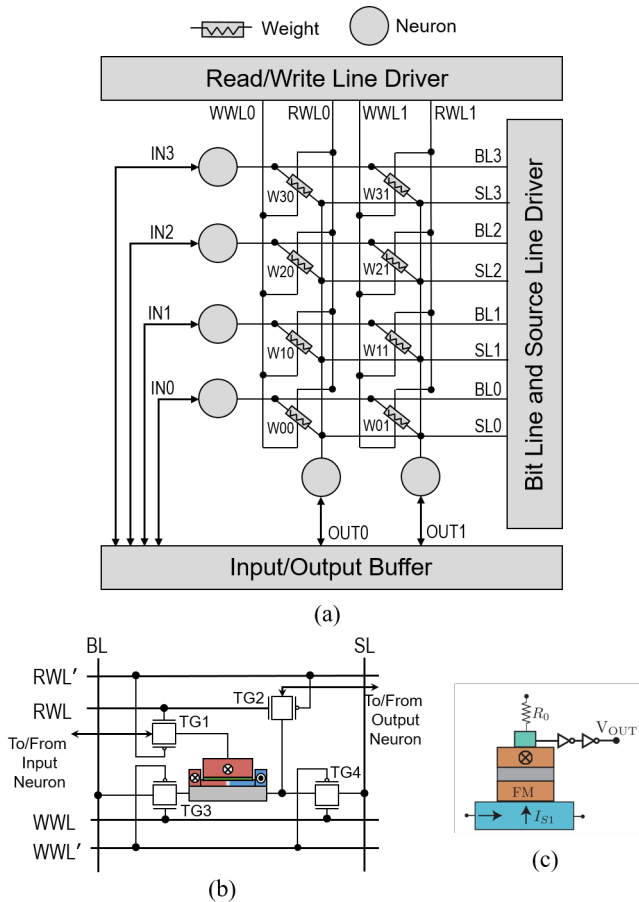 Weight
Neuron
Read/Write Line Driver
WWL0 RWL0 WWL1 RWL1
IN3
BL3
W30 W31
SL3
IN2
BL2
W20 W21
SL2
IN1
BL1
W10 W11
SL1
IN0
BL0
W00 W01
SL0
Bit Line and Source Line Driver
OUT0 OUT1
Input/Output Buffer
(a)
BL SL
RWL′
RWL
TG2
TG1
To/From
Input
Neuron
To/From
Output
Neuron
TG4
TG3
WWL
WWL′
(b)
R0
VOUT
FM
IS1
(c)